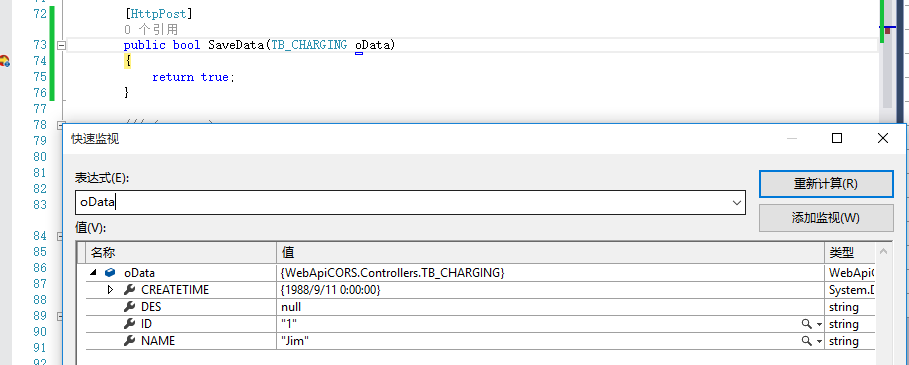 72 [HttpPost]
0 个引用
73 public bool SaveData(TB_CHARGING oData)
74 {
75 return true;
76 }
77
78
79
80
81
82
83
84
85
86
87
88
89
90
91
92
快速监视
表达式(E):
oData
重新计算(R)
添加监视(W)
值(V):
名称 值 类型
oData {WebApiCORS.Controllers.TB_CHARGING} WebApiC
CREATETIME {1988/9/11 0:00:00} System.D
DES null string
ID "1" string
NAME "Jim" string